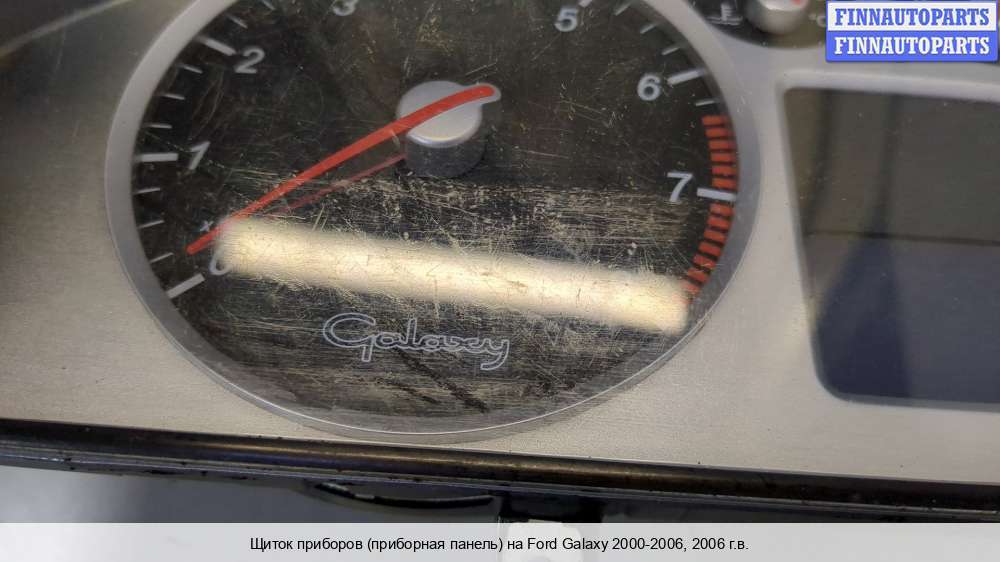 FINNAUTOPARTS
FINNAUTOPARTS
3
5
2
6
1
7
0
Galaxy
Щиток приборов (приборная панель) на Ford Galaxy 2000-2006, 2006 г.в.